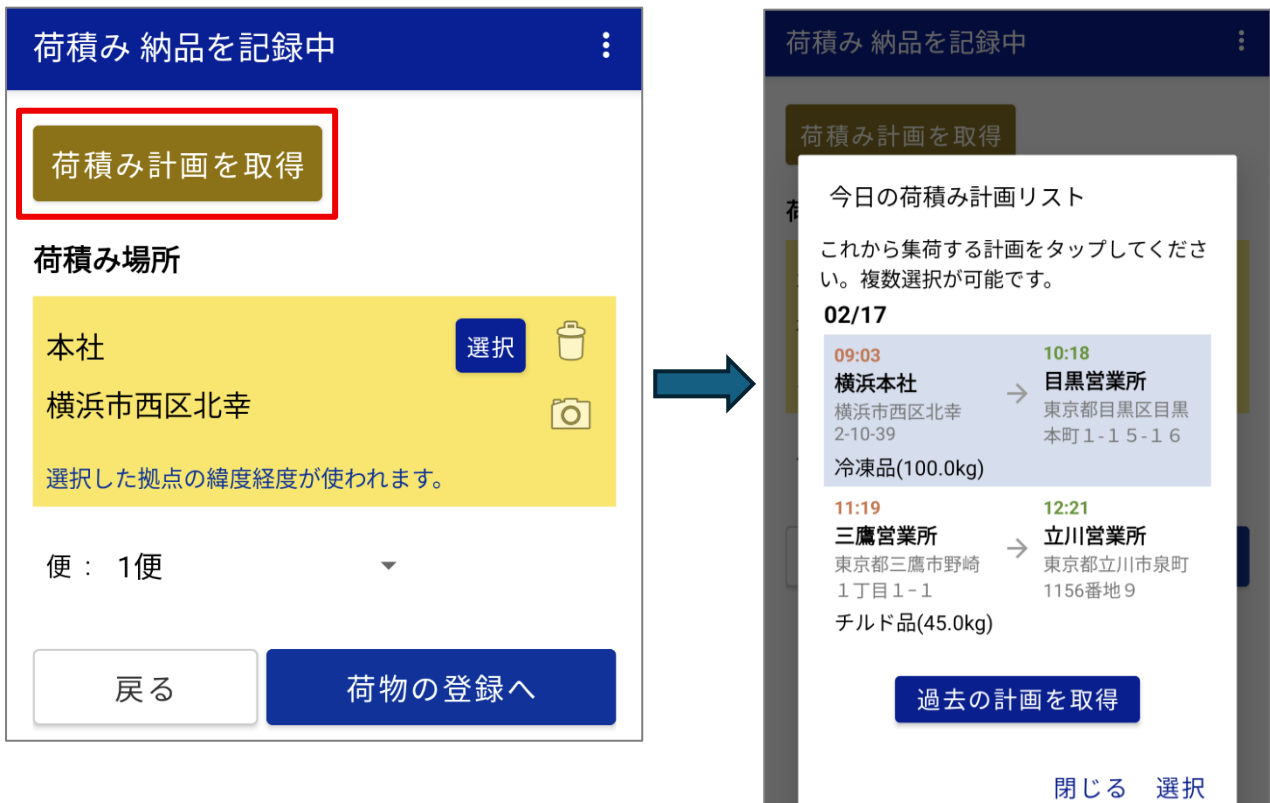 荷積み 納品を記録中
荷積み計画を取得
荷積み場所
本社
選択
横浜市西区北幸
選択した拠点の緯度経度が使われます。
便： 1便
戻る
荷物の登録へ
荷積み 納品を記録中
荷積み計画を取得
今日の荷積み計画リスト
これから集荷する計画をタップしてくださ
い。複数選択が可能です。
02/17
09:03
横浜本社
横浜市西区北幸
2-10-39
→
10:18
目黒営業所
東京都目黒区目黒
本町１-１５-１６
冷凍品(100.0kg)
11:19
三鷹営業所
東京都三鷹市野崎
１丁目１−１
→
12:21
立川営業所
東京都立川市泉町
1156番地９
チルド品(45.0kg)
過去の計画を取得
閉じる 選択